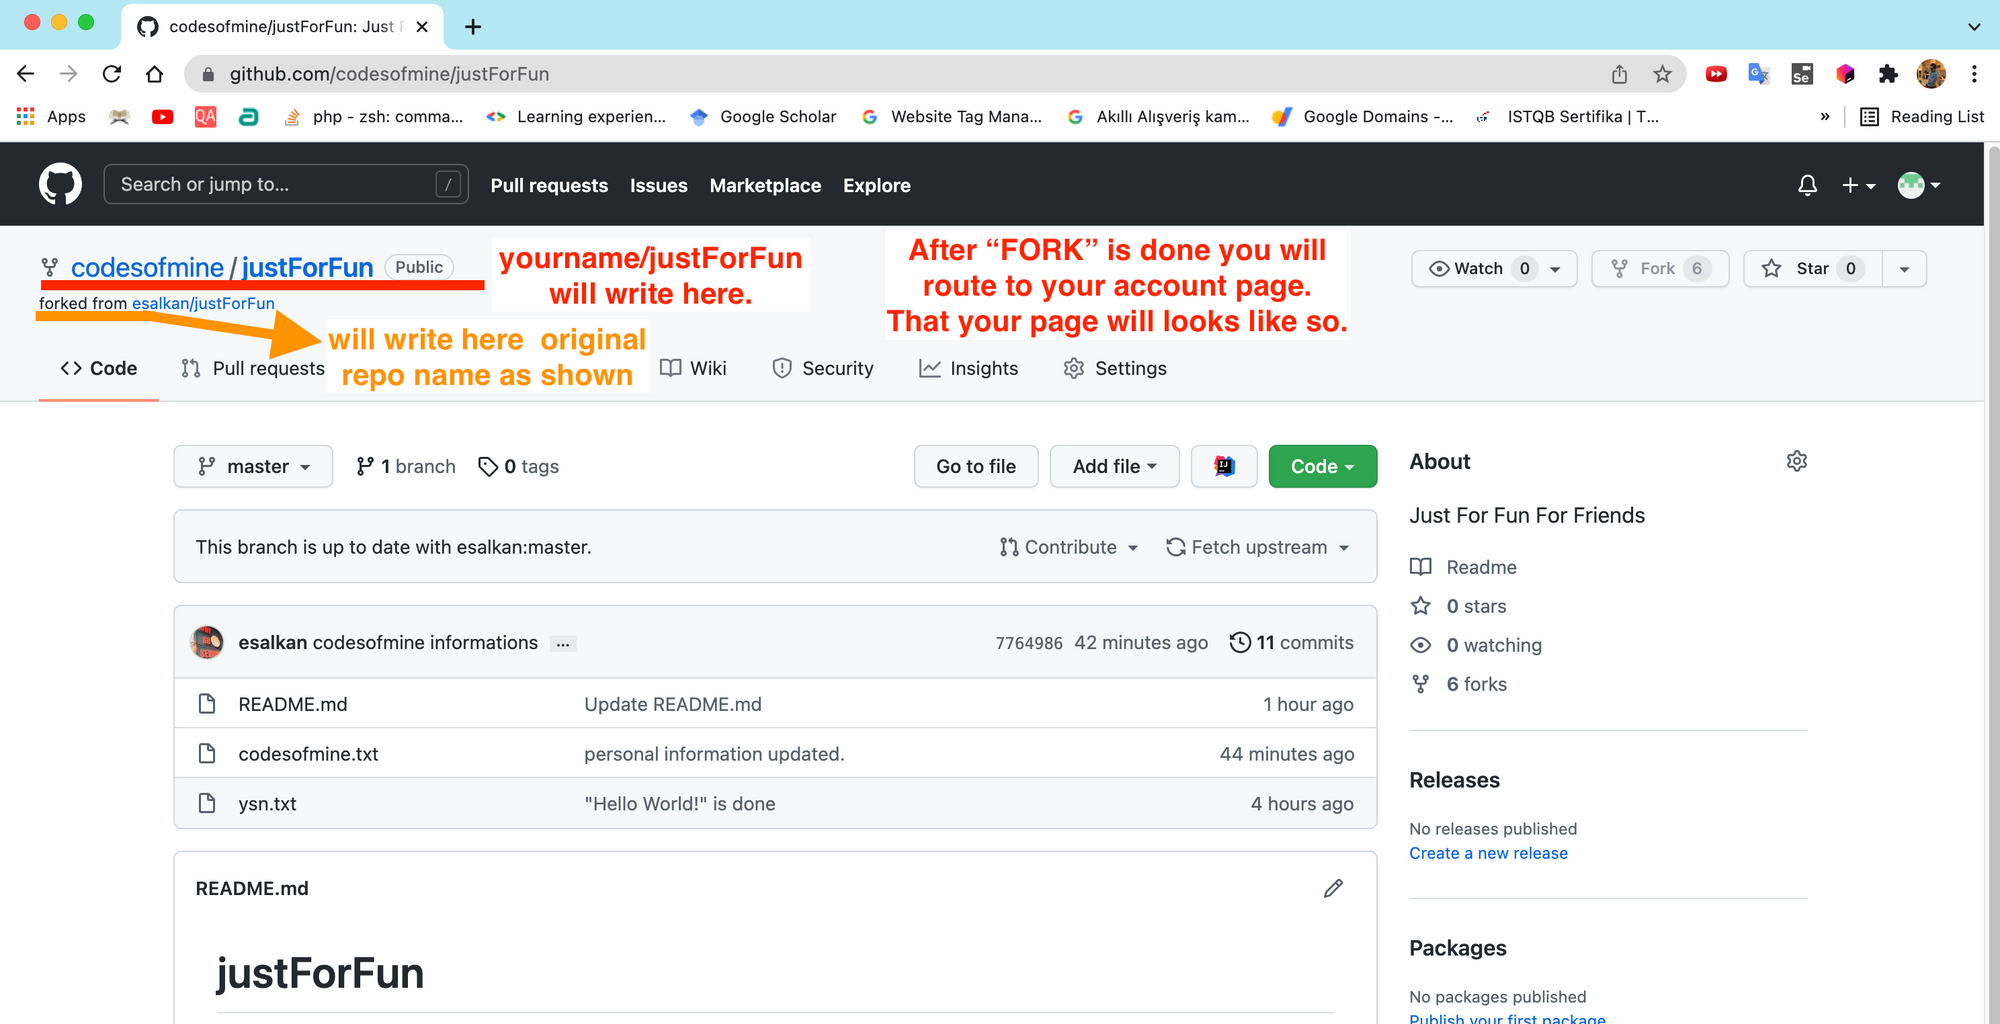 codesofmine/justForFun: Just F
github.com/codesofmine/justForFun
Apps
QA
php - zsh: comma...
Learning experien...
Google Scholar
Website Tag Mana...
Akıllı Alışveriş kam...
Google Domains -...
ISTQB Sertifika | T...
»
Reading List
Search or jump to...
/
Pull requests
Issues
Marketplace
Explore
codesofmine / justForFun
Public
forked from esalkan/justForFun
yourname/justForFun
will write here.
After “FORK” is done you will
route to your account page.
That your page will looks like so.
Watch 0
Fork 6
Star 0
will write here original
repo name as shown
Code
Pull requests
Wiki
Security
Insights
Settings
master
1 branch
0 tags
Go to file
Add file
IJ
Code
This branch is up to date with esalkan:master.
Contribute
Fetch upstream
esalkan codesofmine informations ...
7764986 42 minutes ago
11 commits
README.md Update README.md 1 hour ago
codesofmine.txt personal information updated. 44 minutes ago
ysn.txt "Hello World!" is done 4 hours ago
README.md
justForFun
About
Just For Fun For Friends
Readme
0 stars
0 watching
6 forks
Releases
No releases published
Create a new release
Packages
No packages published
Publish your first package